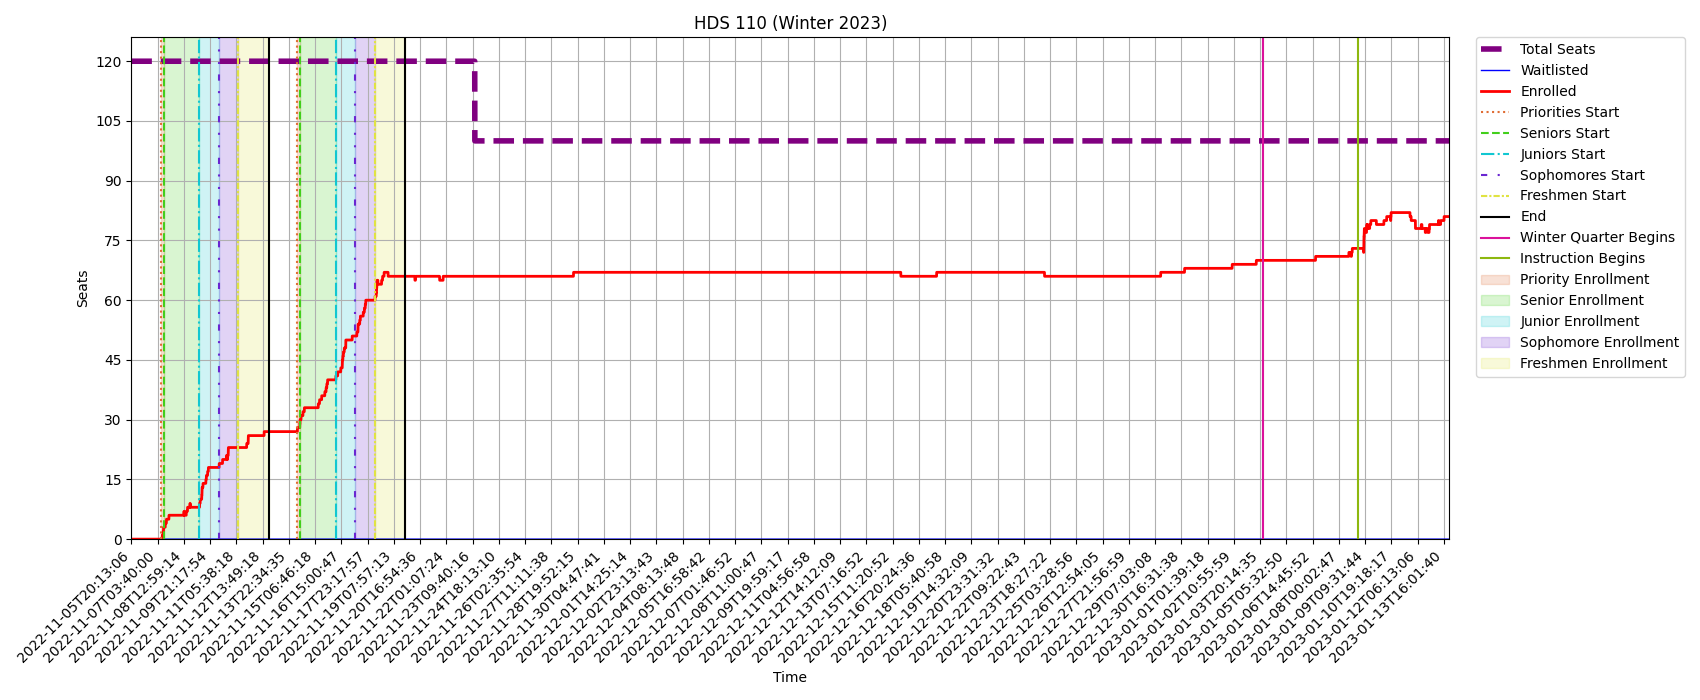 HDS 110 (Winter 2023)
Seats
120
105
90
75
60
45
30
15
0
2022-11-05T20:13:06
2022-11-07T03:40:00
2022-11-08T12:59:14
2022-11-09T21:17:54
2022-11-11T05:38:18
2022-11-12T13:49:18
2022-11-13T22:34:35
2022-11-15T06:46:18
2022-11-16T15:00:47
2022-11-17T23:17:57
2022-11-19T07:57:13
2022-11-20T16:54:36
2022-11-22T01:07:24
2022-11-23T09:40:16
2022-11-24T18:13:10
2022-11-26T02:35:54
2022-11-27T11:11:38
2022-11-28T19:52:15
2022-11-30T04:47:41
2022-12-01T14:25:14
2022-12-02T23:13:43
2022-12-04T08:13:48
2022-12-05T16:58:42
2022-12-07T01:46:52
2022-12-08T11:00:47
2022-12-09T19:59:17
2022-12-11T04:56:58
2022-12-12T14:12:09
2022-12-13T07:16:52
2022-12-15T11:20:52
2022-12-16T20:24:36
2022-12-18T05:40:58
2022-12-19T14:32:09
2022-12-20T23:31:32
2022-12-22T09:22:43
2022-12-23T18:27:22
2022-12-25T03:28:56
2022-12-26T12:54:05
2022-12-27T21:56:59
2022-12-29T07:03:08
2022-12-30T16:31:38
2023-01-01T01:39:18
2023-01-02T10:55:59
2023-01-03T20:14:35
2023-01-05T05:32:50
2023-01-06T14:45:52
2023-01-08T00:02:47
2023-01-09T09:31:44
2023-01-10T19:18:17
2023-01-12T06:13:06
2023-01-13T16:01:40
Time
Total Seats
Waitlisted
Enrolled
Priorities Start
Seniors Start
Juniors Start
Sophomores Start
Freshmen Start
End
Winter Quarter Begins
Instruction Begins
Priority Enrollment
Senior Enrollment
Junior Enrollment
Sophomore Enrollment
Freshmen Enrollment